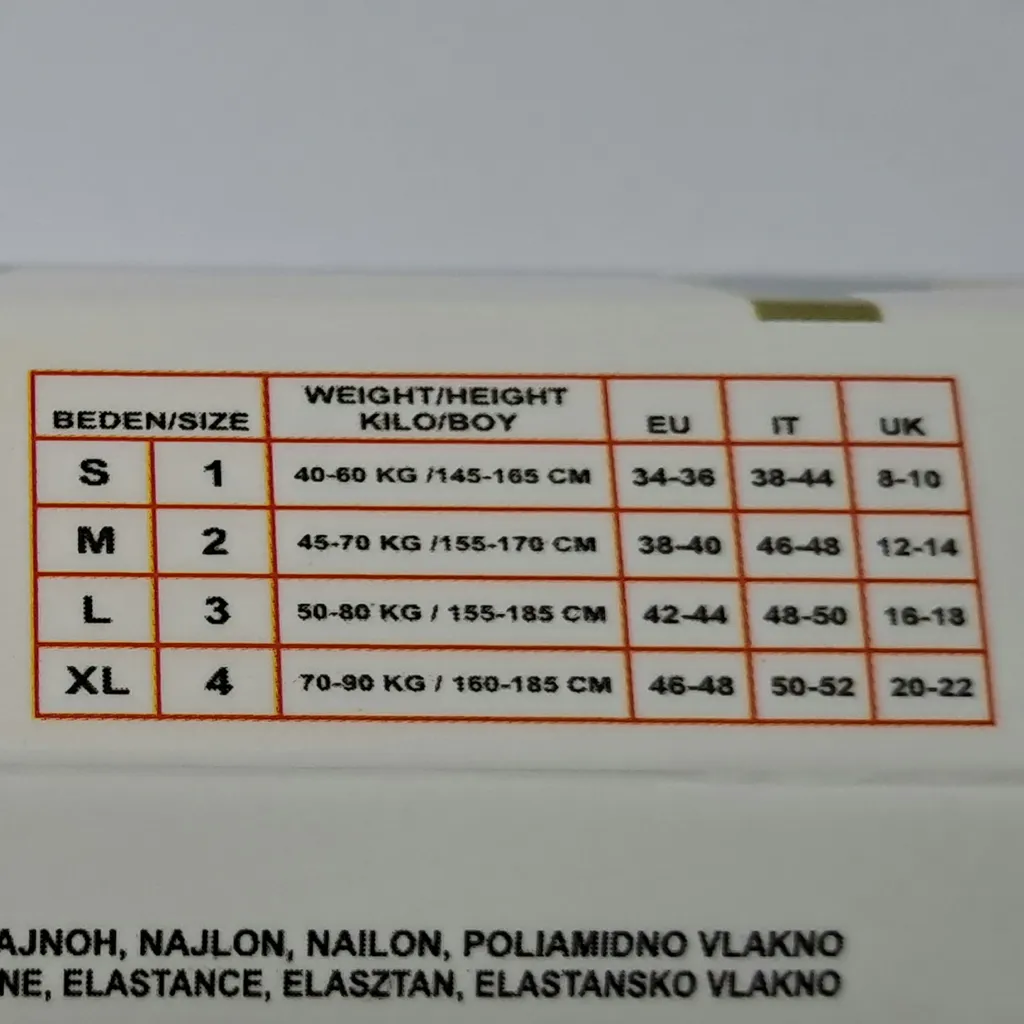 BEDEN/SIZE WEIGHT/HEIGHT KILO/BOY EU IT UK
S 1 40-60 KG /145-165 CM 34-36 38-44 8-10
M 2 45-70 KG /155-170 CM 38-40 46-48 12-14
L 3 50-80 KG / 155-185 CM 42-44 48-50 16-18
XL 4 70-90 KG / 160-185 CM 46-48 50-52 20-22
AJNOH, NAJLON, NAILON, POLIAMIDNO VLAKNO
NE, ELASTANCE, ELASZTAN, ELASTANSKO VLAKNO